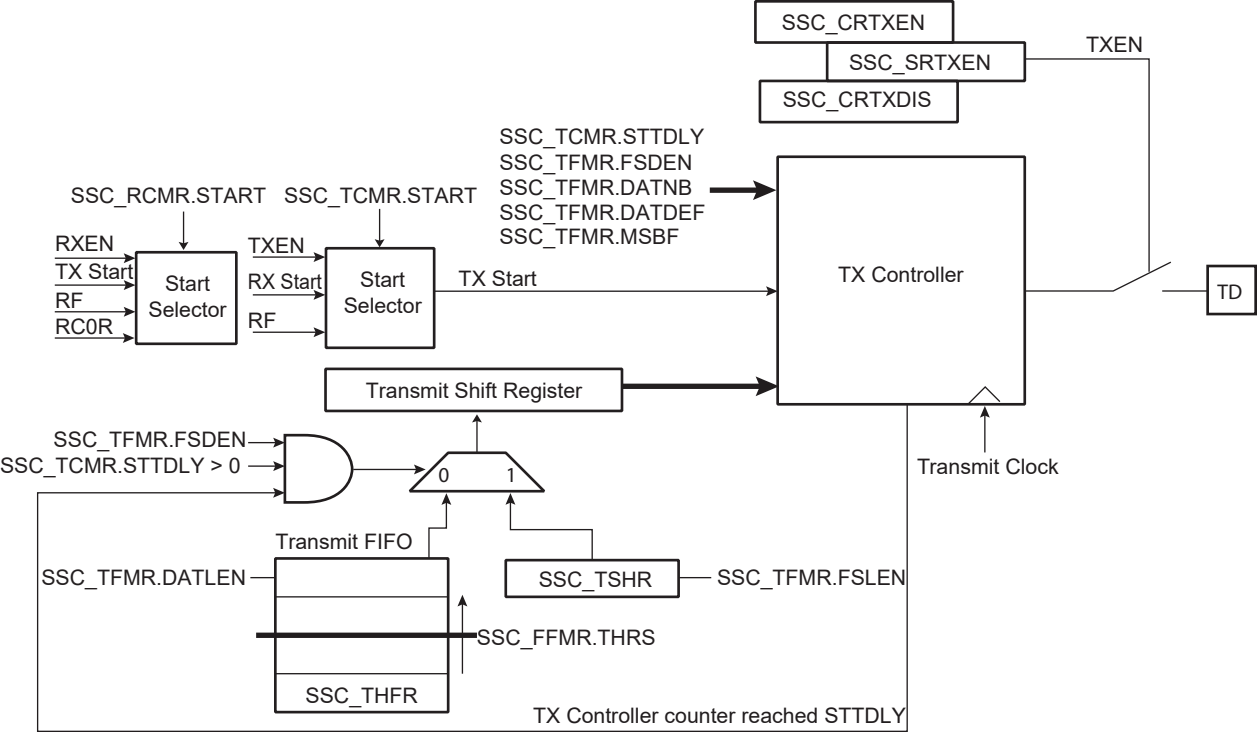 SSC_CRTXEN
SSC_SRTXEN
SSC_CRTXDIS
TXEN
SSC_TCMR.STTDLY
SSC_TFMR.FSDEN
SSC_TFMR.DATNB
SSC_TFMR.DATDEF
SSC_TFMR.MSBF
SSC_RCMR.START
SSC_TCMR.START
RXEN
TX Start
RF
RC0R
Start
Selector
TXEN
RX Start
RF
Start
Selector
TX Start
TX Controller
TD
Transmit Shift Register
Transmit Clock
SSC_TFMR.FSDEN
SSC_TCMR.STTDLY > 0
0
1
Transmit FIFO
SSC_TFMR.DATLEN
SSC_TSHR
SSC_TFMR.FSLEN
SSC_FFMR.THRS
SSC_THFR
TX Controller counter reached STTDLY